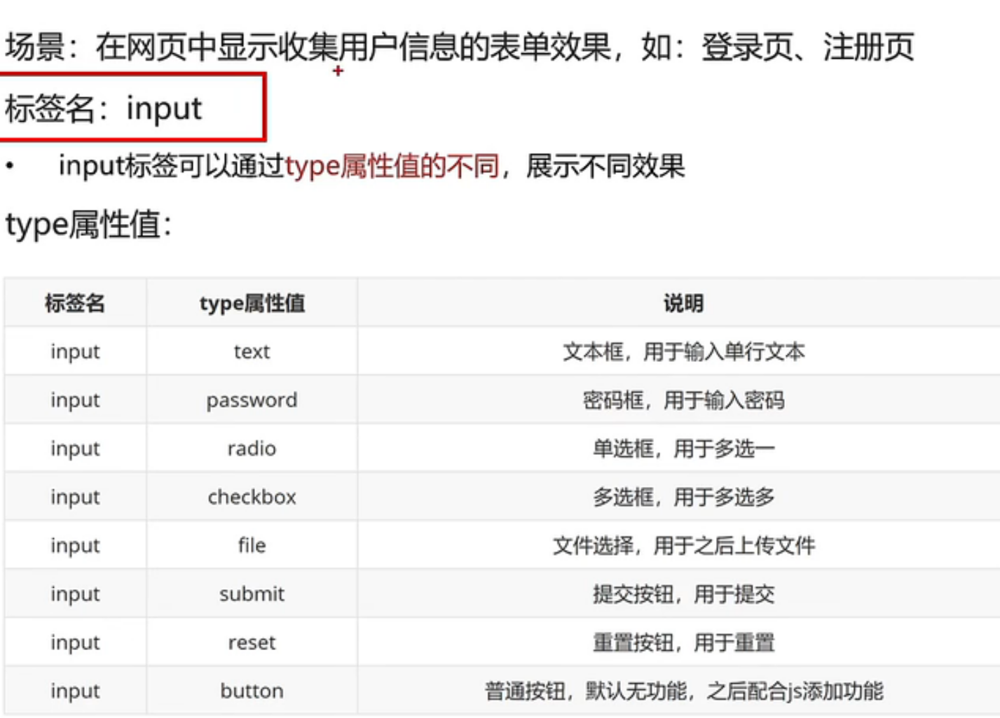 场景：在网页中显示收集用户信息的表单效果，如：登录页、注册页
标签名：input
• input标签可以通过type属性值的不同，展示不同效果
type属性值：
标签名 type属性值 说明
input text 文本框，用于输入单行文本
input password 密码框，用于输入密码
input radio 单选框，用于多选一
input checkbox 多选框，用于多选多
input file 文件选择，用于之后上传文件
input submit 提交按钮，用于提交
input reset 重置按钮，用于重置
input button 普通按钮，默认无功能，之后配合js添加功能